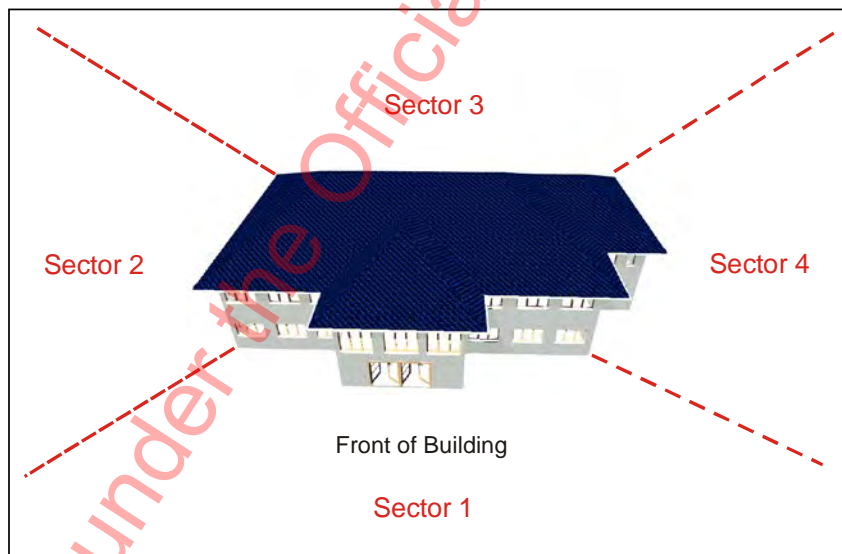 Sector 3
Sector 2
Sector 4
Front of Building
Sector 1
under the Officia